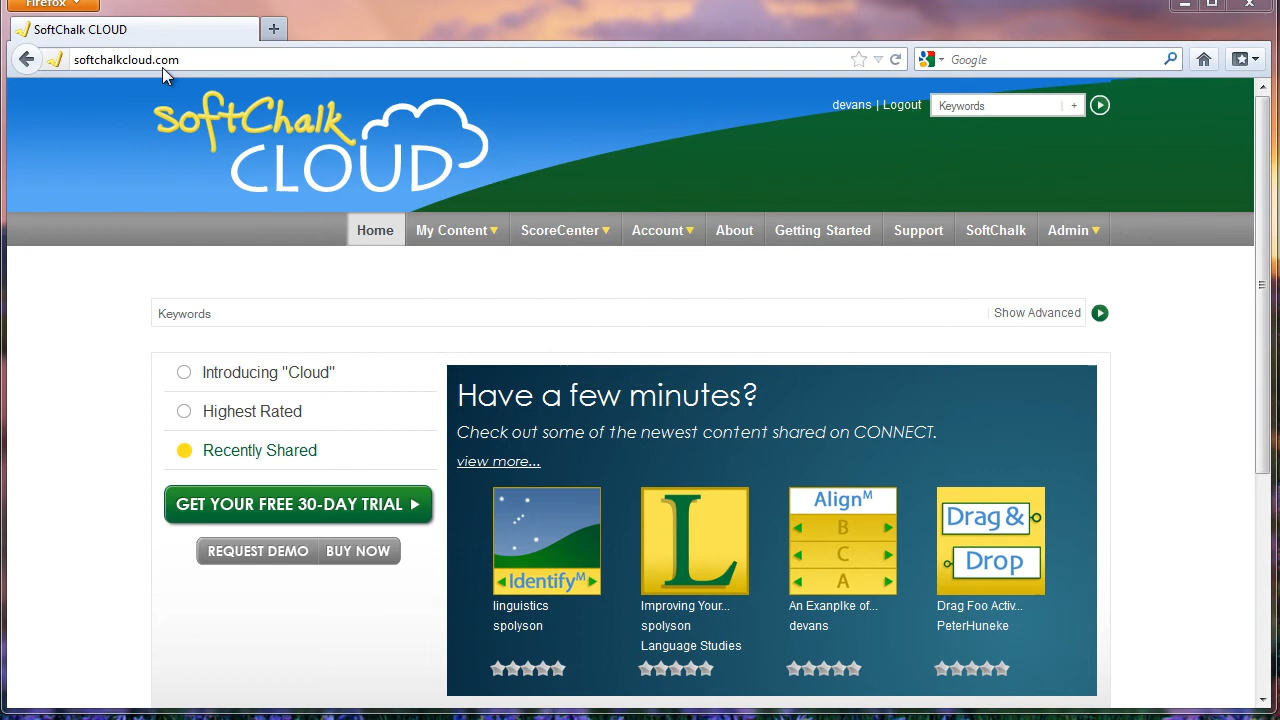 Firefox
SoftChalk CLOUD
softchalkcloud.com
Google
softChalk
CLOUD
devans | Logout
Keywords
+
Home
My Content
ScoreCenter
Account
About
Getting Started
Support
SoftChalk
Admin
Keywords
Show Advanced
Introducing "Cloud"
Highest Rated
Recently Shared
GET YOUR FREE 30-DAY TRIAL
REQUEST DEMO
BUY NOW
Have a few minutes?
Check out some of the newest content shared on CONNECT.
view more...
IdentifyM
linguistics
spolyson
L
Improving Your...
spolyson
Language Studies
AlignM
B
C
A
An Exanplke of...
devans
Drag &
Drop
Drag Foo Activ...
PeterHuneke